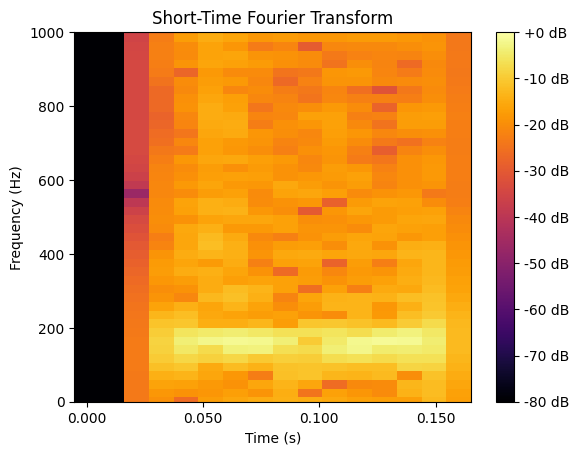 Short-Time Fourier Transform
1000
800
600
400
200
0
Frequency (Hz)
0.000
0.050
0.100
0.150
Time (s)
+0 dB
-10 dB
-20 dB
-30 dB
-40 dB
-50 dB
-60 dB
-70 dB
-80 dB